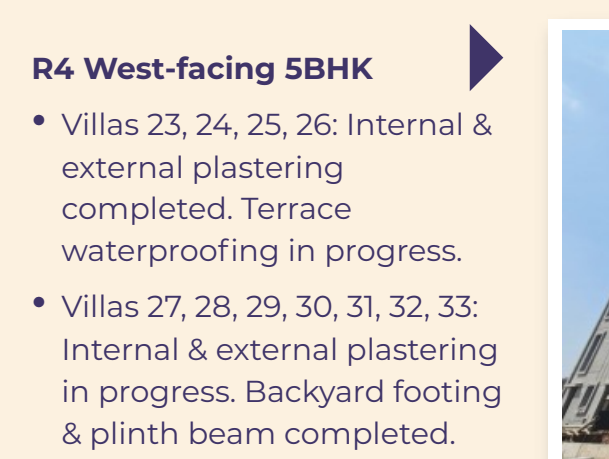 R4 West-facing 5BHK
• Villas 23, 24, 25, 26: Internal &
external plastering
completed. Terrace
waterproofing in progress.
• Villas 27, 28, 29, 30, 31, 32, 33:
Internal & external plastering
in progress. Backyard footing
& plinth beam completed.